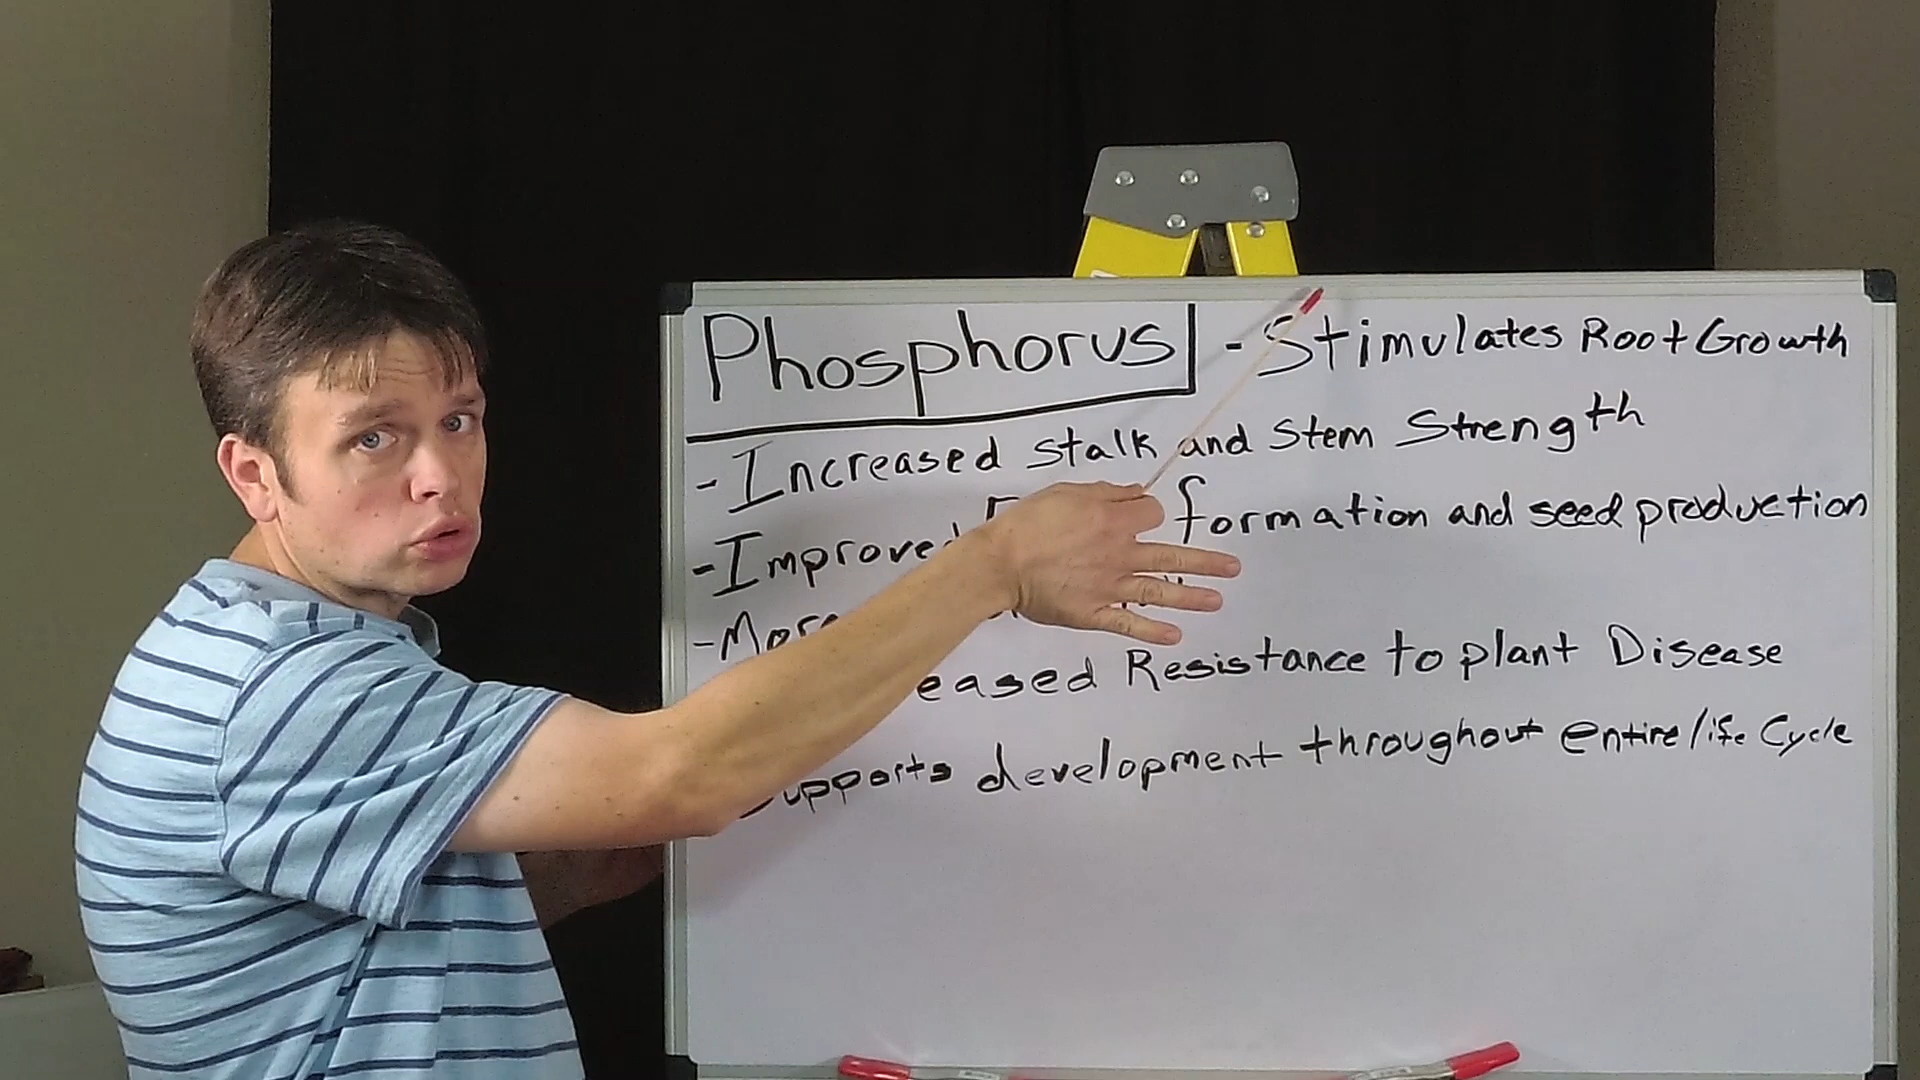 Phosphorus - Stimulates Root Growth
- Increased stalk and Stem Strength
- Improved formation and seed production
- More
eased Resistance to plant Disease
upports development throughout entire life Cycle